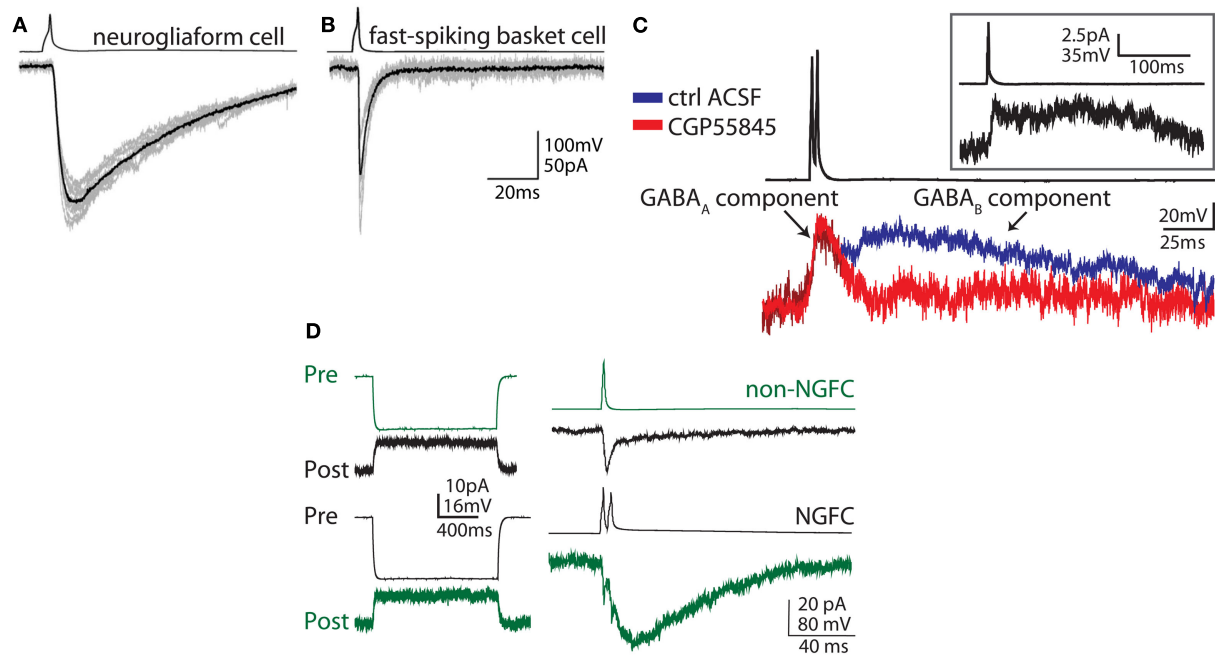 A
neurogliaform cell
B
fast-spiking basket cell
100mV
50pA
20ms
C
ctrl ACSF
CGP55845
2.5pA
35mV
100ms
GABAA component
GABAB component
20mV
25ms
D
Pre
Post
10pA
16mV
400ms
Pre
Post
non-NGFC
NGFC
20 pA
80 mV
40 ms